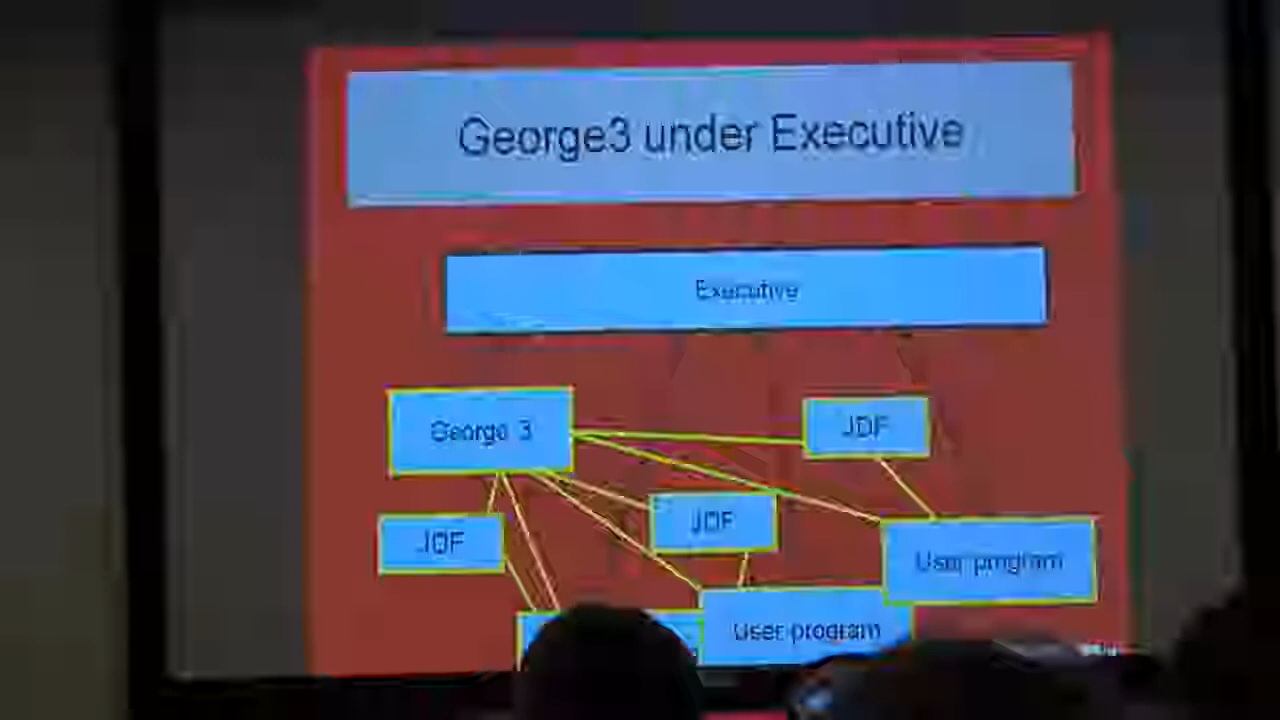 George3 under Executive
Executive
George 3
JDF
JDF
JDF
User program
User program